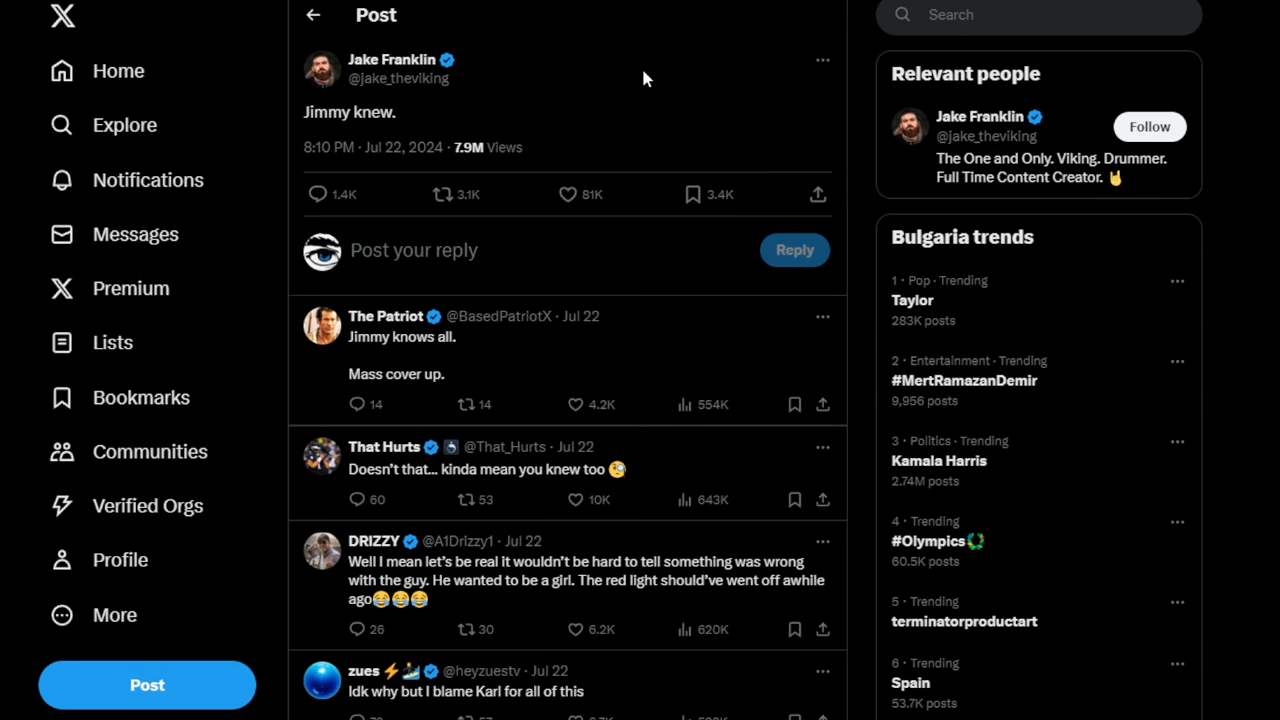 Home
Explore
Notifications
Messages
Premium
Lists
Bookmarks
Communities
Verified Orgs
Profile
More
Post
Post
Jake Franklin
@jake_theviking
Jimmy knew.
8:10 PM · Jul 22, 2024 · 7.9M Views
1.4K 3.1K 81K 3.4K
Post your reply
Reply
The Patriot @BasedPatriotX · Jul 22
Jimmy knows all.
Mass cover up.
14 14 4.2K 554K
That Hurts @That_Hurts · Jul 22
Doesn't that... kinda mean you knew too 🧐
60 53 10K 643K
DRIZZY @A1Drizzy1 · Jul 22
Well I mean let's be real it wouldn't be hard to tell something was wrong
with the guy. He wanted to be a girl. The red light should've went off awhile
ago😂😂😂
26 30 6.2K 620K
zues ⚡🏄 @heyzuestv · Jul 22
Idk why but I blame Karl for all of this
Search
Relevant people
Jake Franklin
@jake_theviking
Follow
The One and Only. Viking. Drummer.
Full Time Content Creator. 🤘
Bulgaria trends
1 · Pop · Trending
Taylor
283K posts
2 · Entertainment · Trending
#MertRamazanDemir
9,956 posts
3 · Politics · Trending
Kamala Harris
2.74M posts
4 · Trending
#Olympics
60.5K posts
5 · Trending
terminatorproductart
6 · Trending
Spain
53.7K posts